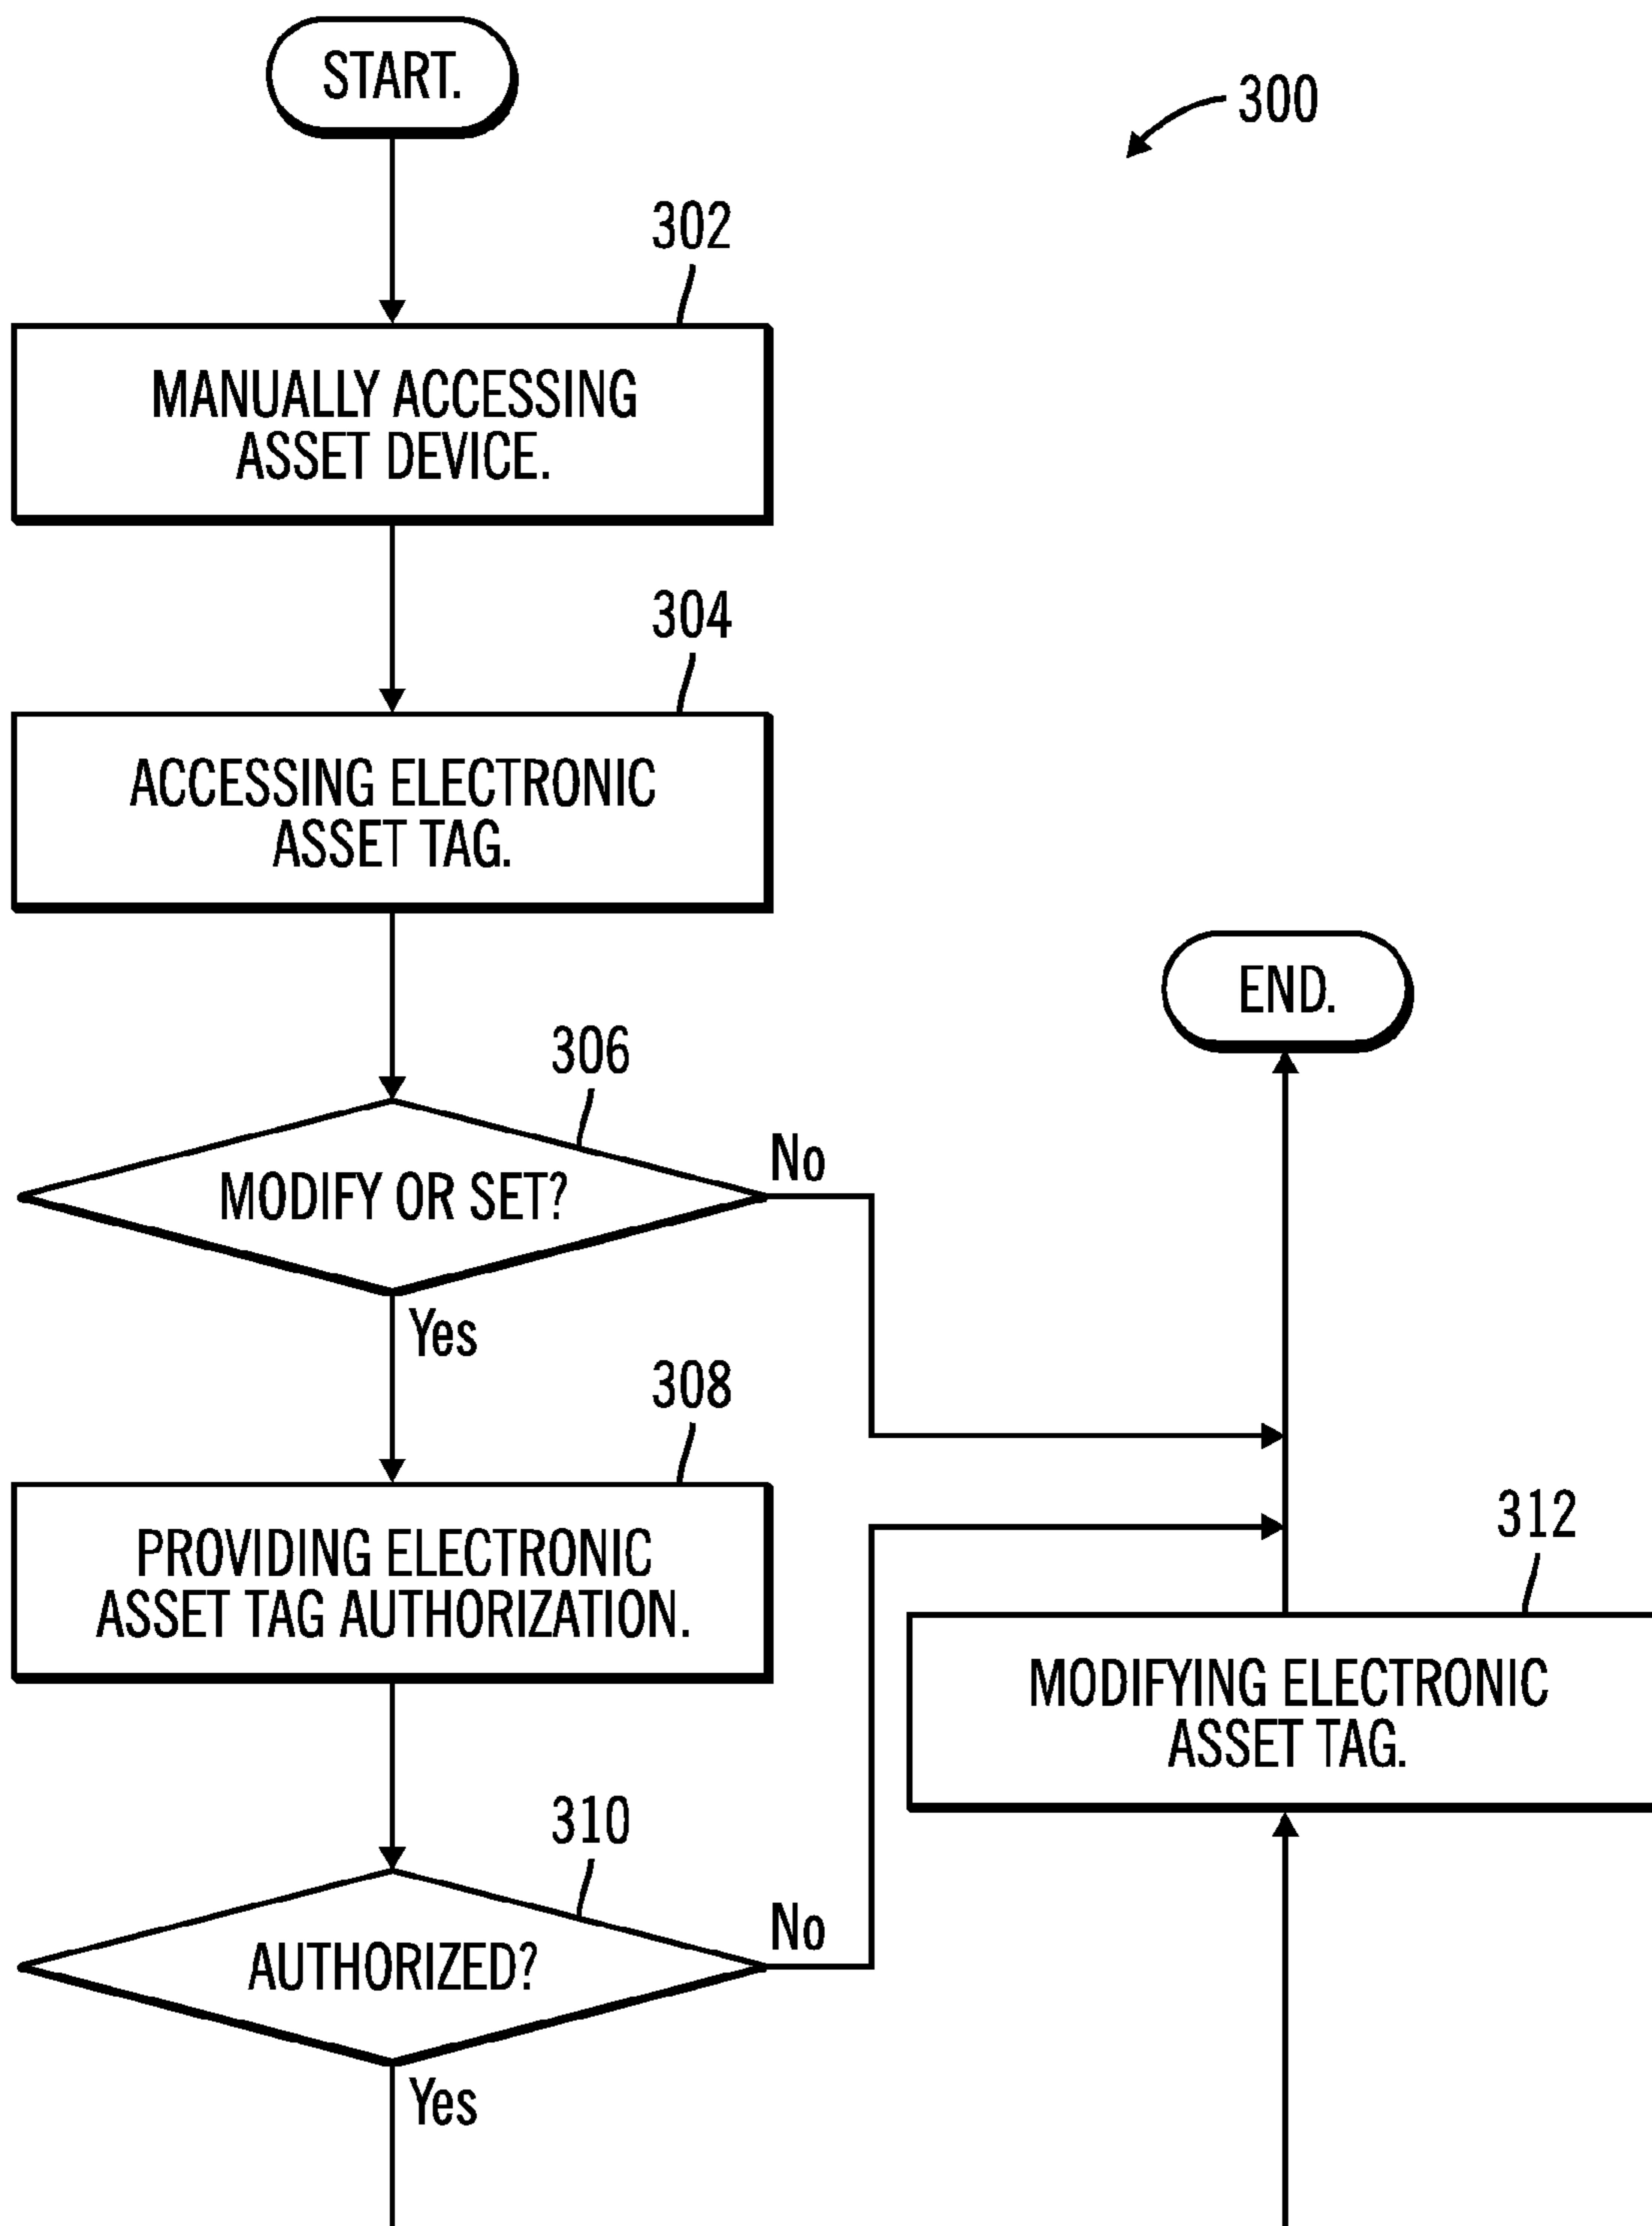 START.
300
302
MANUALLY ACCESSING
ASSET DEVICE.
304
ACCESSING ELECTRONIC
ASSET TAG.
END.
306
MODIFY OR SET?
No
Yes
308
PROVIDING ELECTRONIC
ASSET TAG AUTHORIZATION.
312
MODIFYING ELECTRONIC
ASSET TAG.
310
AUTHORIZED?
No
Yes